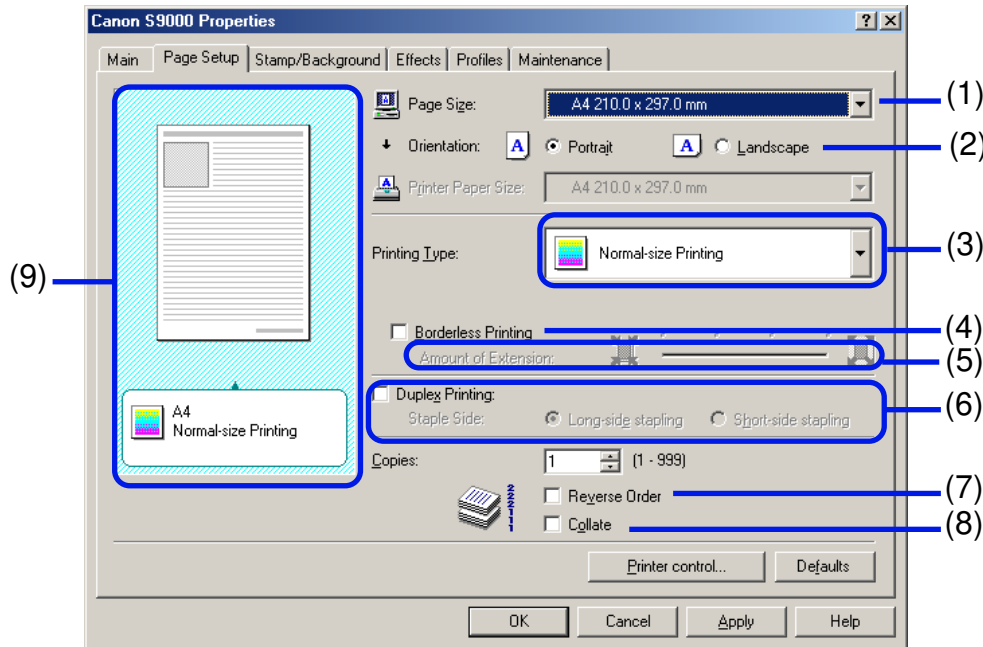 Canon S9000 Properties
Main Page Setup Stamp/Background Effects Profiles Maintenance
Page Size: A4 210.0 x 297.0 mm (1)
Orientation: A Portrait A Landscape (2)
Printer Paper Size: A4 210.0 x 297.0 mm
Printing Type: Normal-size Printing (3)
(9)
Borderless Printing (4)
Amount of Extension: (5)
Duplex Printing: (6)
Staple Side: Long-side stapling Short-side stapling
A4
Normal-size Printing
Copies: 1 (1 - 999)
222111
Reverse Order (7)
Collate (8)
Printer control... Defaults
OK Cancel Apply Help